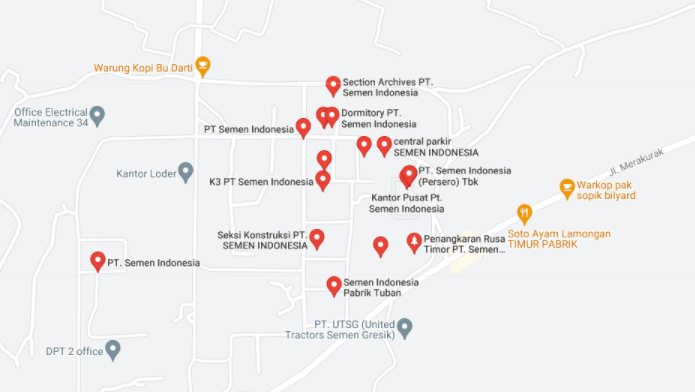 Warung Kopi Bu Darti
Section Archives PT.
Semen Indonesia
Office Electrical
Maintenance 34
Dormitory PT.
Semen Indonesia
PT Semen Indonesia
central parkir
SEMEN INDONESIA
Jl. Merakurak
Kantor Loder
K3 PT Semen Indonesia
PT. Semen Indonesia
(Persero) Tbk
Kantor Pusat Pt.
Semen Indonesia
Warkop pak
sopik bilyard
Seksi Konstruksi PT.
SEMEN INDONESIA
Penangkaran Rusa
Timor PT. Semen...
Soto Ayam Lamongan
TIMUR PABRIK
PT. Semen Indonesia
Semen Indonesia
Pabrik Tuban
PT. UTSG (United
Tractors Semen Gresik)
DPT 2 office